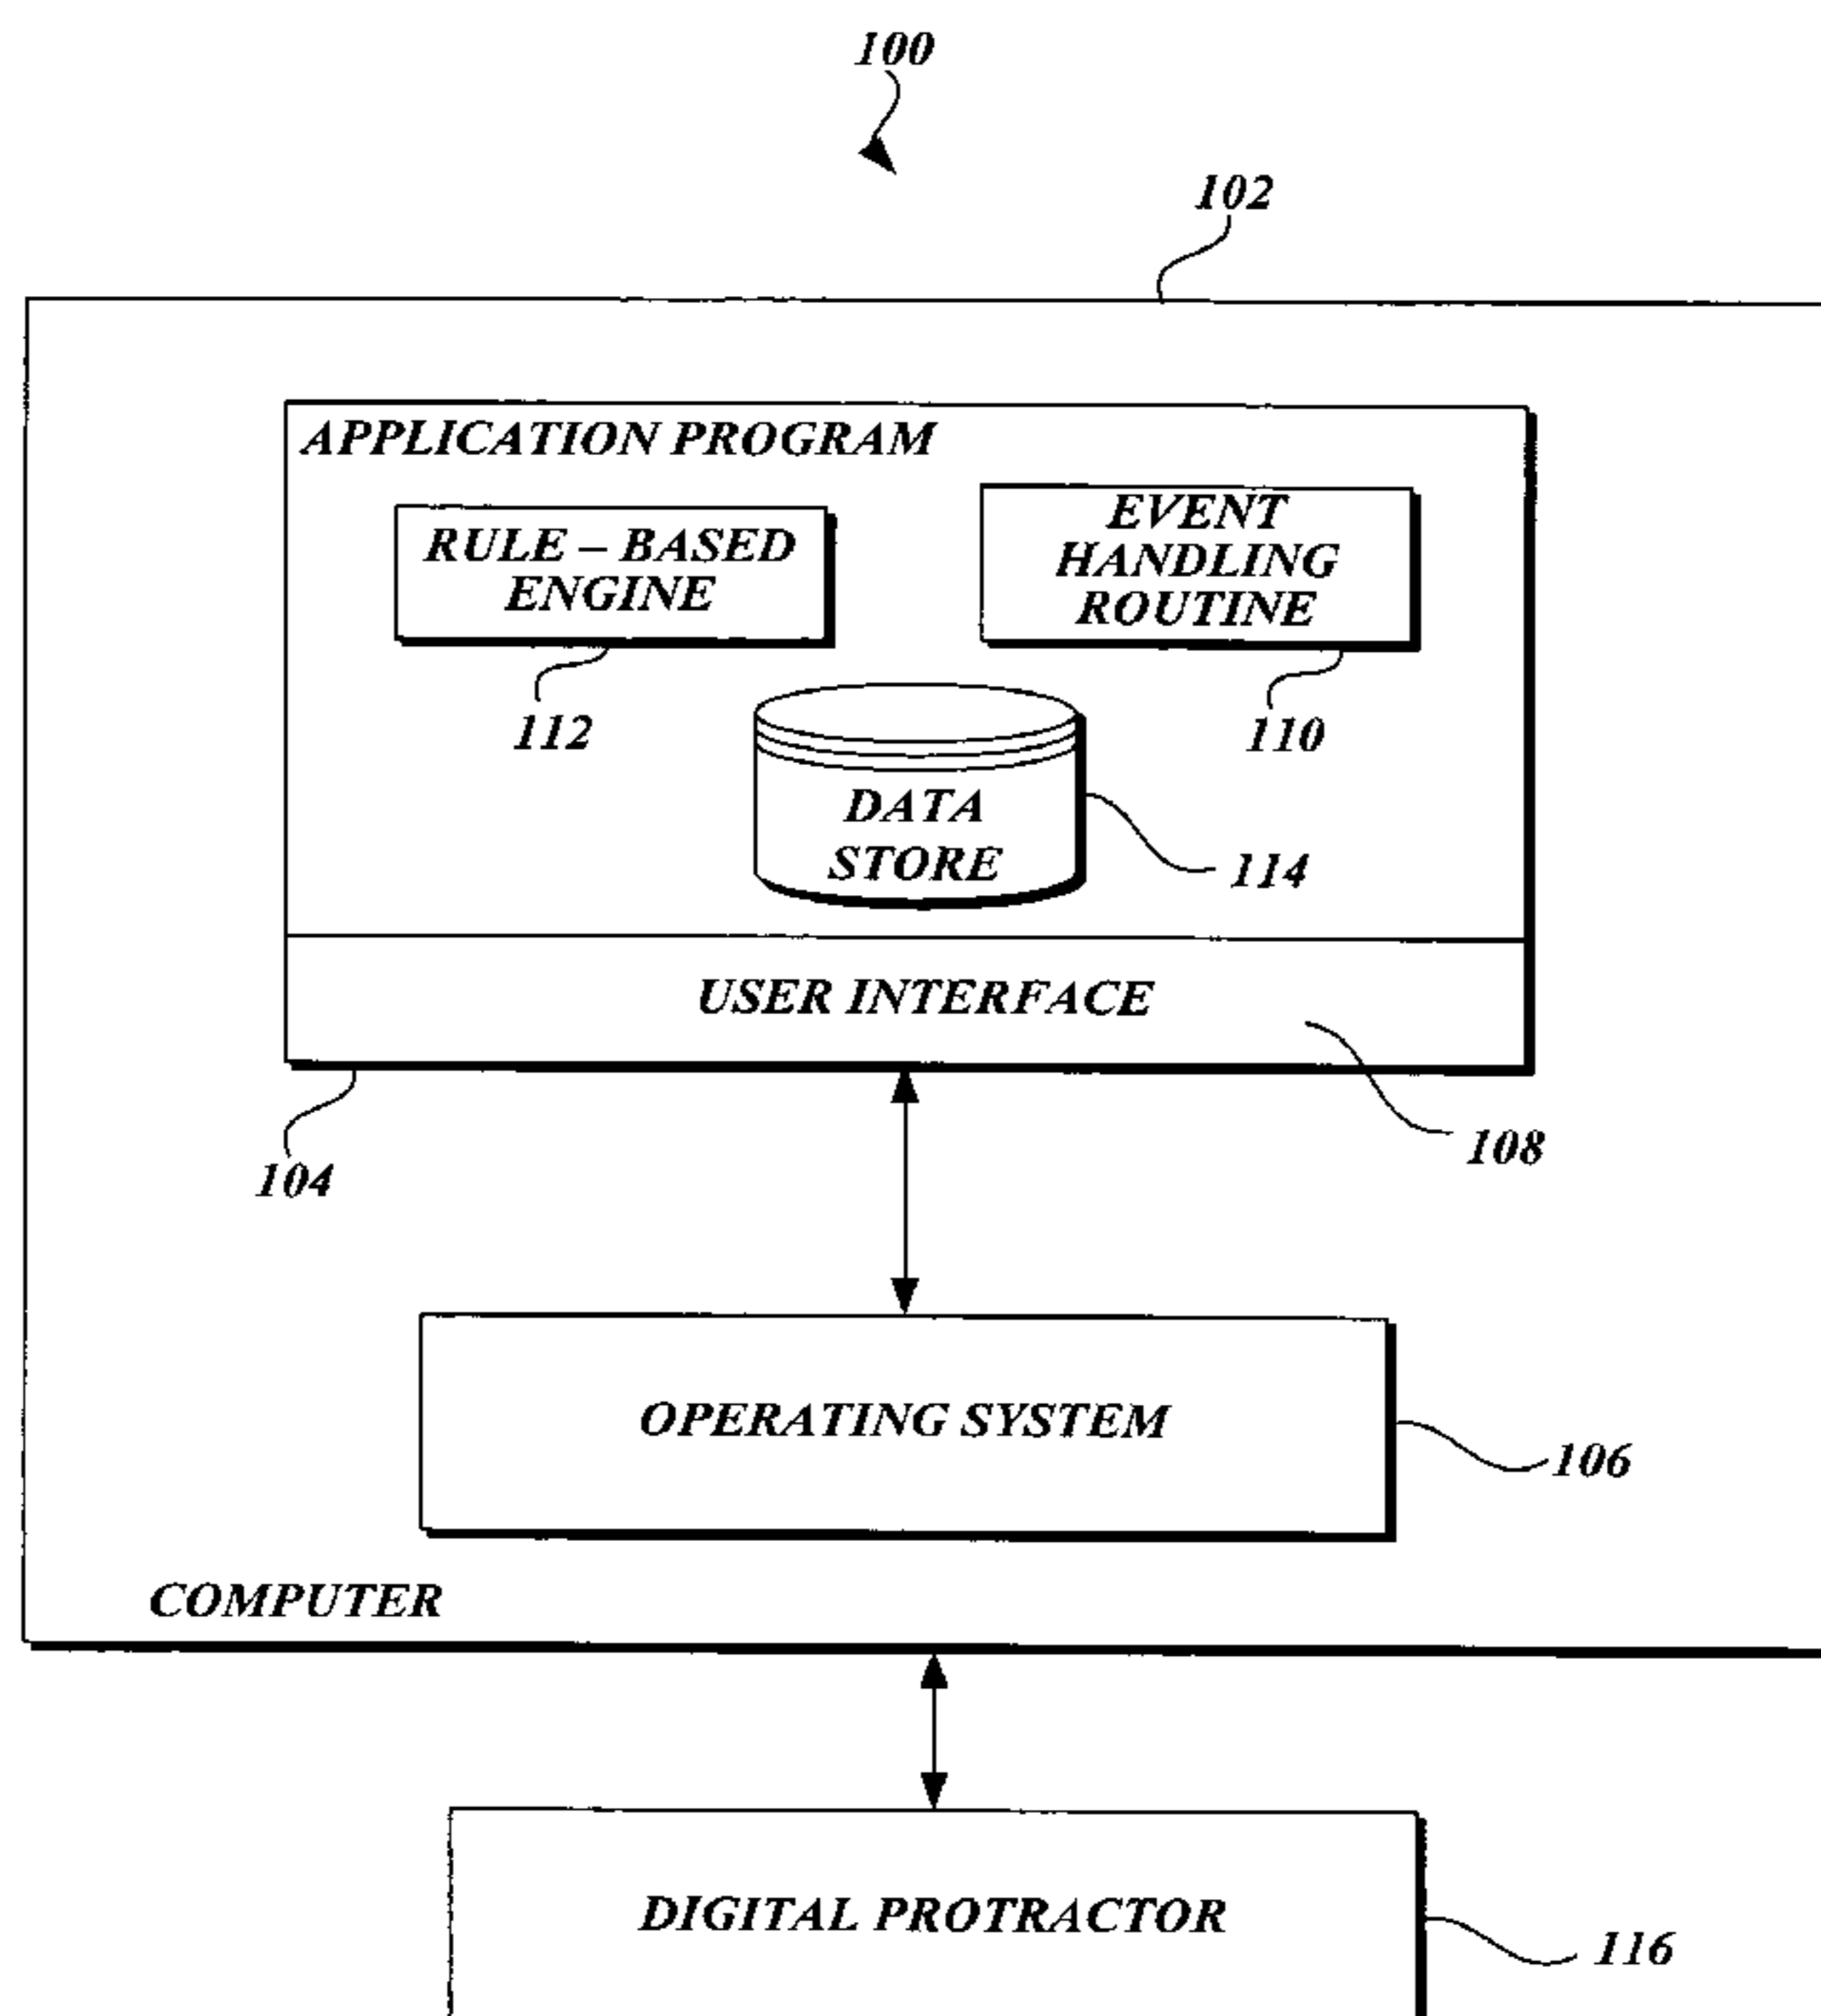 100
102
APPLICATION PROGRAM
RULE – BASED
ENGINE
EVENT
HANDLING
ROUTINE
112
110
DATA
STORE
114
USER INTERFACE
108
104
OPERATING SYSTEM
106
COMPUTER
DIGITAL PROTRACTOR
116